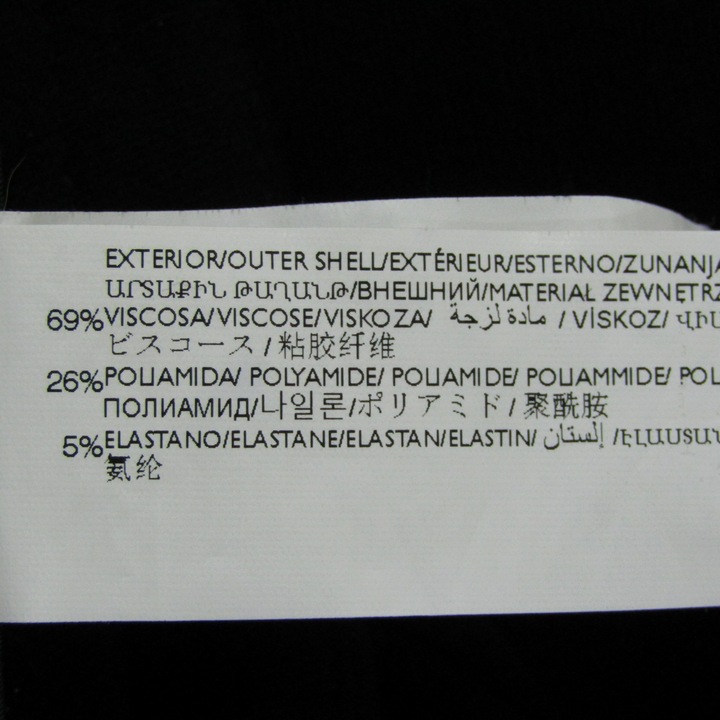 EXTERIOR/OUTER SHELL/EXTÉRIEUR/ESTERNO/ZUNANJA
ԱՐՏԱՔԻՆ ԹԱՂԱՆԹ/ВНЕШНИЙ/MATERIAŁ ZEWNĘTRZ
69%VISCOSA/VISCOSE/VISKOZA/ مادة لزجة / VİSKOZ/ ՎԻՍ
ビスコース / 粘胶纤维
26%POLIAMIDA/ POLYAMIDE/ POLIAMIDE/ POLIAMMIDE/ POL
ПОЛИАМИД/나일론/ポリアミド / 聚酰胺
5%ELASTANO/ELASTANE/ELASTAN/ELASTIN/ إلستان /ԷԼԱՍՏԱՆ
氨纶